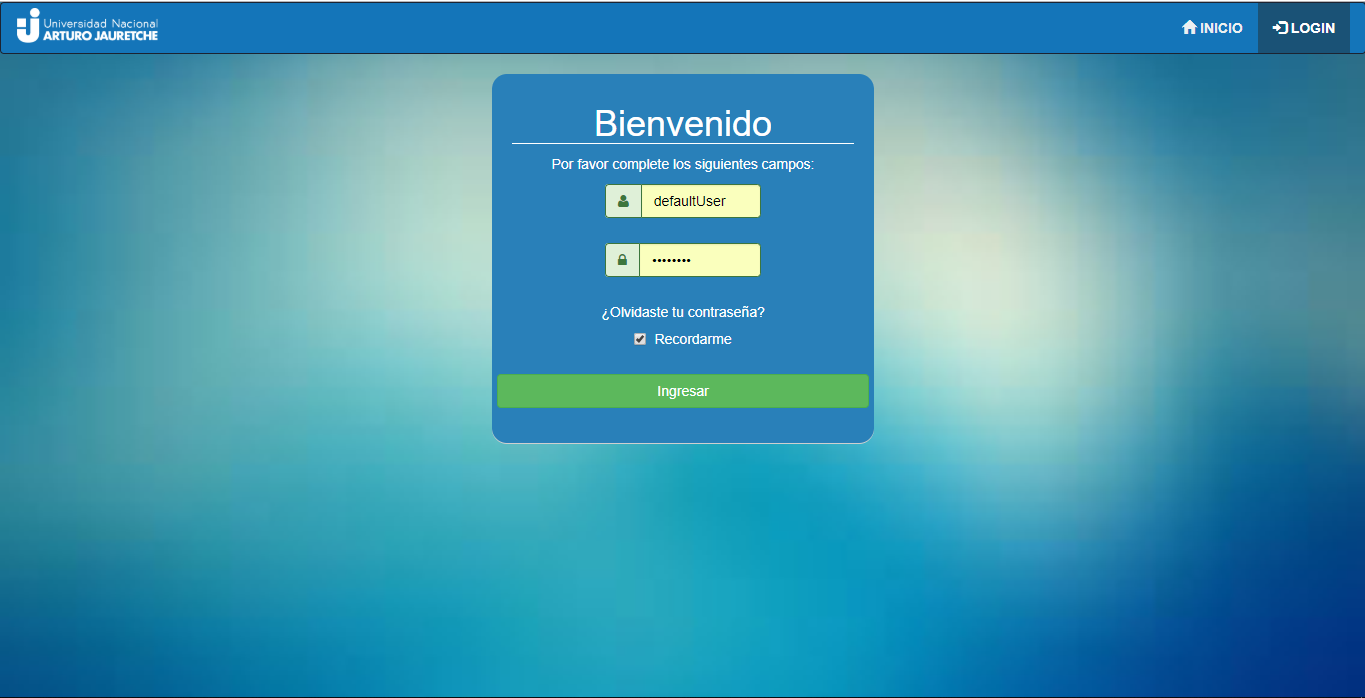 Universidad Nacional
ARTURO JAURETCHE
INICIO
LOGIN
Bienvenido
Por favor complete los siguientes campos:
defaultUser
••••••••
¿Olvidaste tu contraseña?
Recordarme
Ingresar